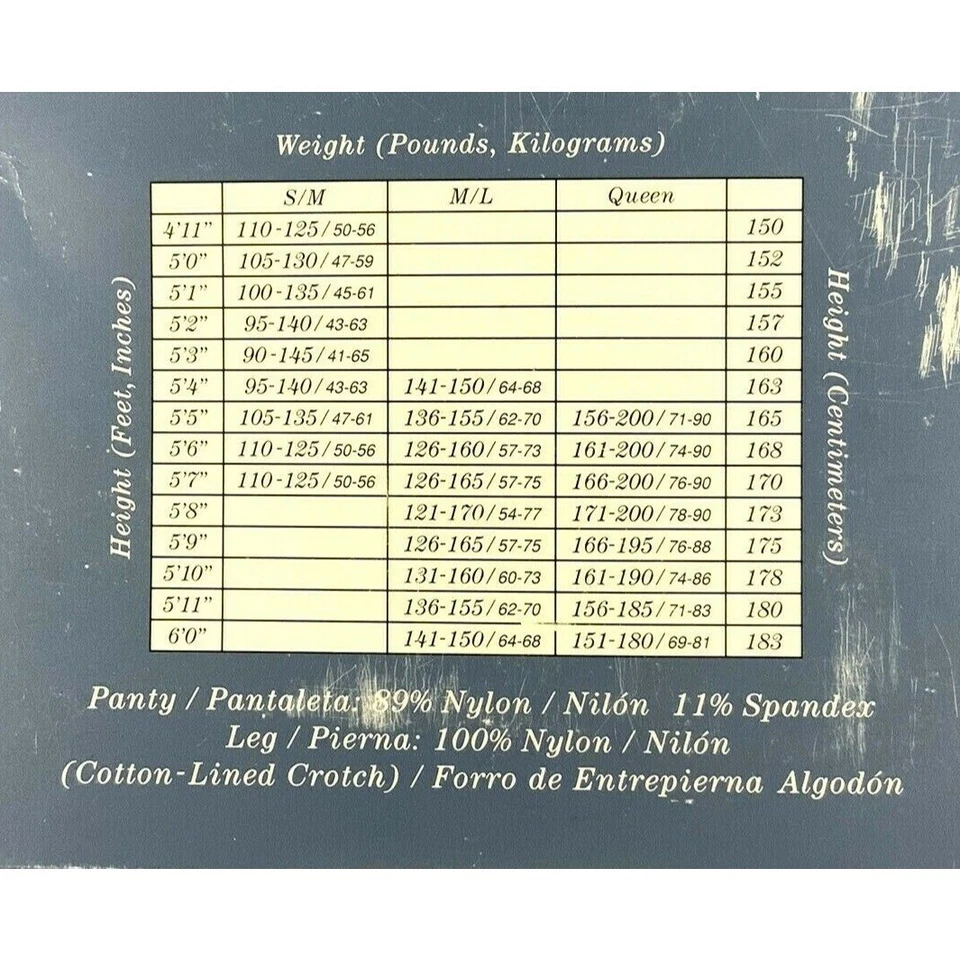 Weight (Pounds, Kilograms)
S/M M/L Queen
4'11" 110-125/50-56 150
5'0" 105-130/47-59 152
5'1" 100-135/45-61 155
5'2" 95-140/43-63 157
5'3" 90-145/41-65 160
5'4" 95-140/43-63 141-150/64-68 163
5'5" 105-135/47-61 136-155/62-70 156-200/71-90 165
5'6" 110-125/50-56 126-160/57-73 161-200/74-90 168
5'7" 110-125/50-56 126-165/57-75 166-200/76-90 170
5'8" 121-170/54-77 171-200/78-90 173
5'9" 126-165/57-75 166-195/76-88 175
5'10" 131-160/60-73 161-190/74-86 178
5'11" 136-155/62-70 156-185/71-83 180
6'0" 141-150/64-68 151-180/69-81 183
Height (Feet, Inches)
Height (Centimeters)
Panty / Pantaleta: 89% Nylon / Nilón 11% Spandex
Leg / Pierna: 100% Nylon / Nilón
(Cotton-Lined Crotch) / Forro de Entrepierna Algodón